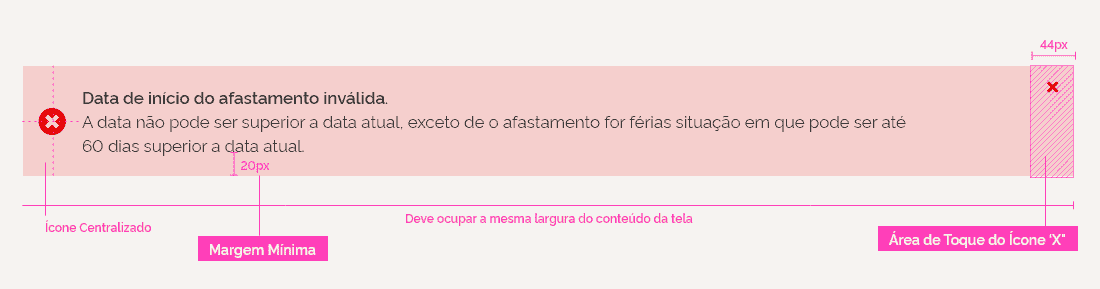 44px
Data de início do afastamento inválida.
A data não pode ser superior a data atual, exceto de o afastamento for férias situação em que pode ser até
60 dias superior a data atual.
20px
Deve ocupar a mesma largura do conteúdo da tela
Ícone Centralizado
Margem Mínima
Área de Toque do Ícone 'X"